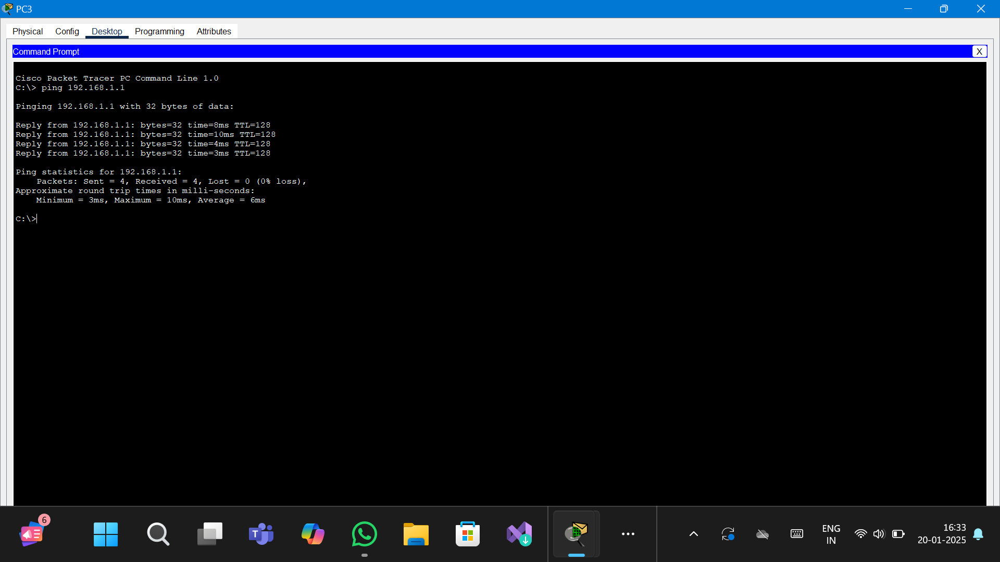 PC3
Physical Config Desktop Programming Attributes
Command Prompt
X
Cisco Packet Tracer PC Command Line 1.0
C:\> ping 192.168.1.1
Pinging 192.168.1.1 with 32 bytes of data:
Reply from 192.168.1.1: bytes=32 time=8ms TTL=128
Reply from 192.168.1.1: bytes=32 time=10ms TTL=128
Reply from 192.168.1.1: bytes=32 time=4ms TTL=128
Reply from 192.168.1.1: bytes=32 time=3ms TTL=128
Ping statistics for 192.168.1.1:
Packets: Sent = 4, Received = 4, Lost = 0 (0% loss),
Approximate round trip times in milli-seconds:
Minimum = 3ms, Maximum = 10ms, Average = 6ms
C:\>
6
T
ENG
IN
16:33
20-01-2025